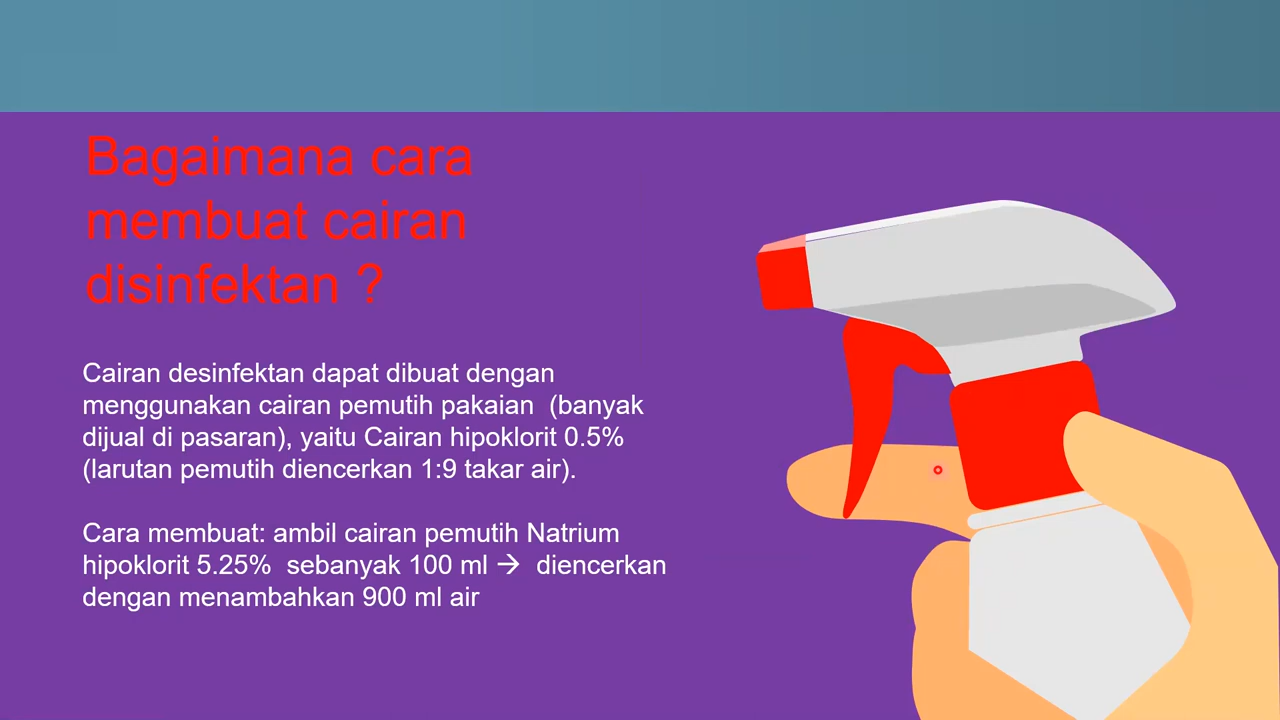 Bagaimana cara
membuat cairan
disinfektan ?
Cairan desinfektan dapat dibuat dengan
menggunakan cairan pemutih pakaian (banyak
dijual di pasaran), yaitu Cairan hipoklorit 0.5%
(larutan pemutih diencerkan 1:9 takar air).
Cara membuat: ambil cairan pemutih Natrium
hipoklorit 5.25% sebanyak 100 ml → diencerkan
dengan menambahkan 900 ml air